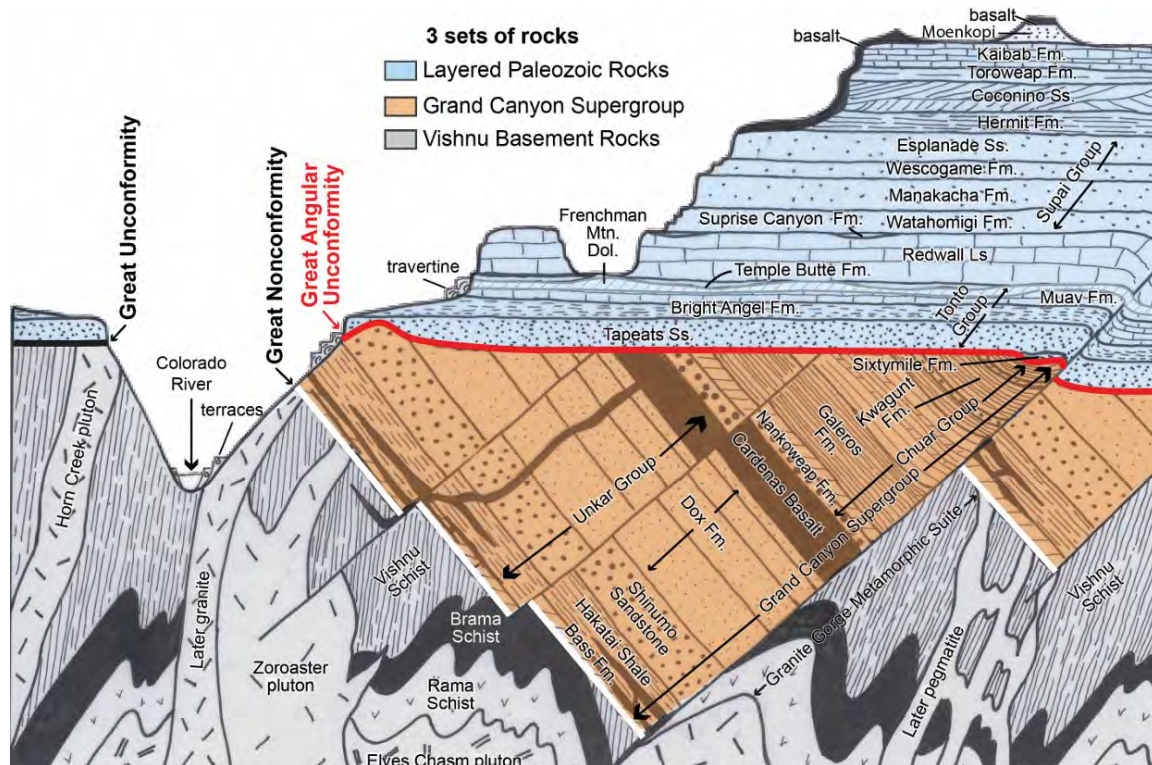 basalt
Moenkopi
basalt
3 sets of rocks
Layered Paleozoic Rocks
Grand Canyon Supergroup
Vishnu Basement Rocks
Kaibab Fm.
Toroweap Fm.
Coconino Ss.
Hermit Fm.
Esplanade Ss.
Wescogame Fm.
Manakacha Fm.
Supai Group
Suprise Canyon Fm.
Watahomigi Fm.
Redwall Ls
Frenchman
Mtn.
Dol.
travertine
Temple Butte Fm.
Tonto
Group
Muav Fm.
Bright Angel Fm.
Tapeats Ss.
Great Unconformity
Great Nonconformity
Great Angular
Unconformity
Colorado
River
terraces
Sixtymile Fm.
Kwagunt
Fm.
Galeros
Fm.
Chuar Group
Nankoweap Fm.
Cardenas Basalt
Unkar Group
Dox Fm.
Grand Canyon Supergroup
Shinumo
Sandstone
Hakatai Shale
Bass Fm.
Horn Creek pluton
Later granite
Zoroaster
pluton
Vishnu
Schist
Brama
Schist
Rama
Schist
Elves Chasm pluton
Granite Gorge Metamorphic Suite
Later pegmatite
Vishnu
Schist